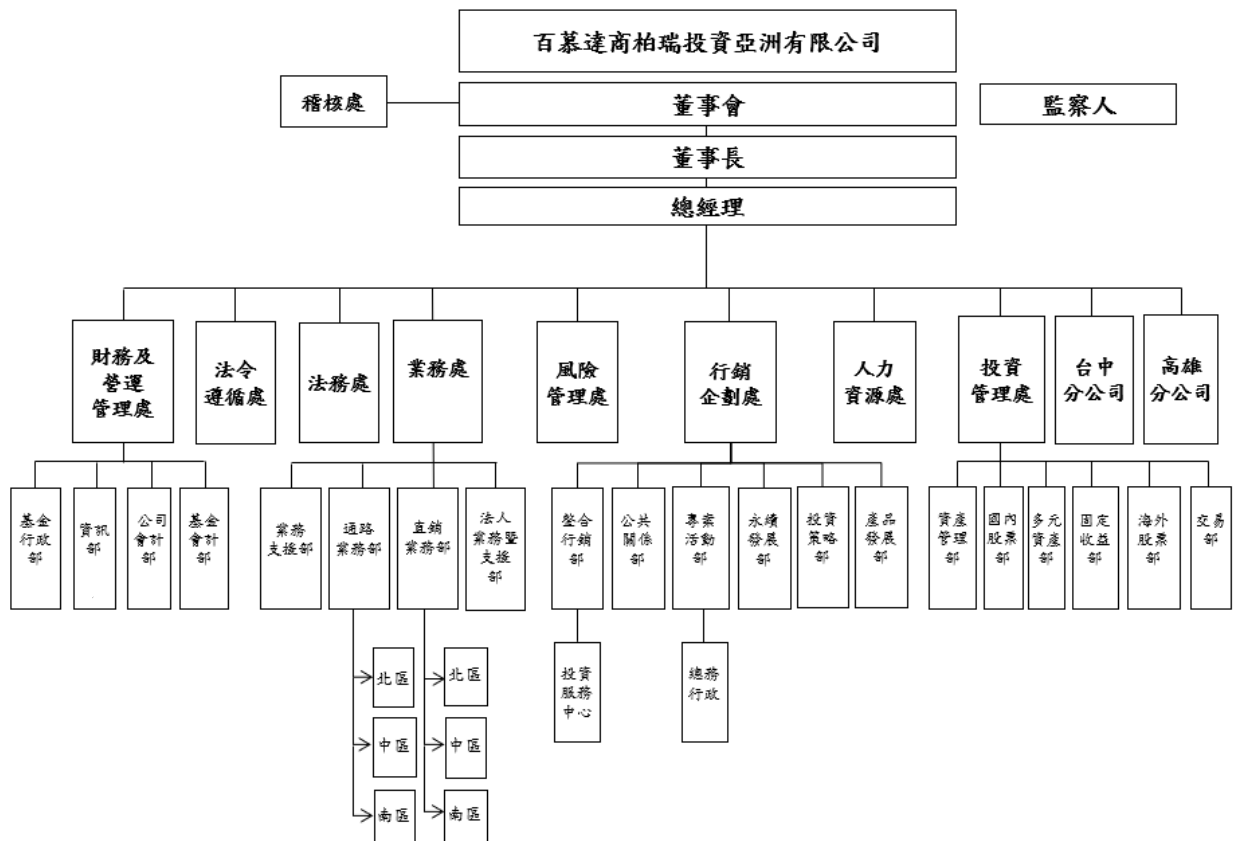 百慕達商柏瑞投資亞洲有限公司
稽核處
董事會
監察人
董事長
總經理
財務及
營運
管理處
法令
遵循處
法務處
業務處
風險
管理處
行銷
企劃處
人力
資源處
投資
管理處
台中
分公司
高雄
分公司
基金
行政
部
資訊
部
公司
會計
部
基金
會計
部
業務
支援部
通路
業務部
直銷
業務部
法人
業務暨
支援
部
整合
行銷
部
公共
關係
部
專案
活動
部
永續
發展
部
投資
策略
部
產品
發展
部
資產
管理
部
國內
股票
部
多元
資產
部
固定
收益
部
海外
股票
部
交易
部
北區
中區
南區
北區
中區
南區
投資
服務
中心
總務
行政